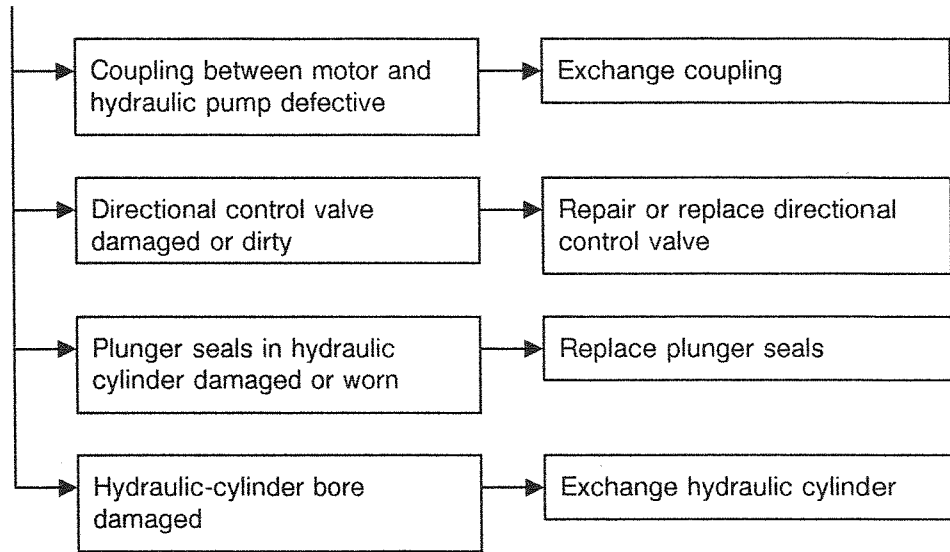 Coupling between motor and
hydraulic pump defective
Exchange coupling
Directional control valve
damaged or dirty
Repair or replace directional
control valve
Plunger seals in hydraulic
cylinder damaged or worn
Replace plunger seals
Hydraulic-cylinder bore
damaged
Exchange hydraulic cylinder